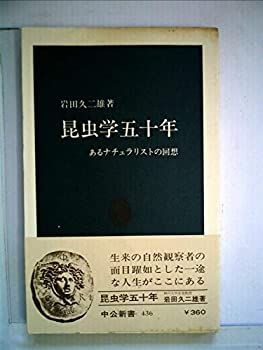 岩田久二雄著
昆虫学五十年
あるナチュラリストの回想
生来の自然観察者の
面目躍如とした一途
な人生がここにある
昆虫学五十年
岩田久二雄著
中公新書 436
￥360